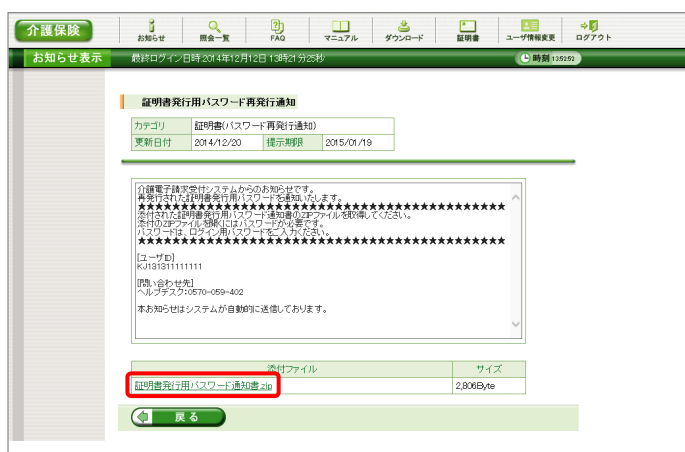 介護保険
お知らせ
照会一覧
FAQ
マニュアル
ダウンロード
証明書
ユーザ情報変更
ログアウト
お知らせ表示
最終ログイン日時:2014年12月12日 13時21分25秒
時刻 13:52:52
証明書発行用パスワード再発行通知
カテゴリ 証明書(パスワード再発行通知)
更新日付 2014/12/20 提示期限 2015/01/19
介護電子請求受付システムからのお知らせです。
再発行された証明書発行用パスワードを通知いたします。
★★★★★★★★★★★★★★★★★★★★★★★★★★★★★★★★★★★★★★★★
添付された証明書発行用パスワード通知書のZIPファイルを取得してください。
添付のZIPファイルを開くにはパスワードが必要です。
パスワードは、ログイン用パスワードをご入力ください。
★★★★★★★★★★★★★★★★★★★★★★★★★★★★★★★★★★★★★★★★
[ユーザID]
KJ131311111111
[問い合わせ先]
ヘルプデスク:0570-059-402
本お知らせはシステムが自動的に送信しております。
添付ファイル サイズ
証明書発行用パスワード通知書.zip 2,806Byte
戻る